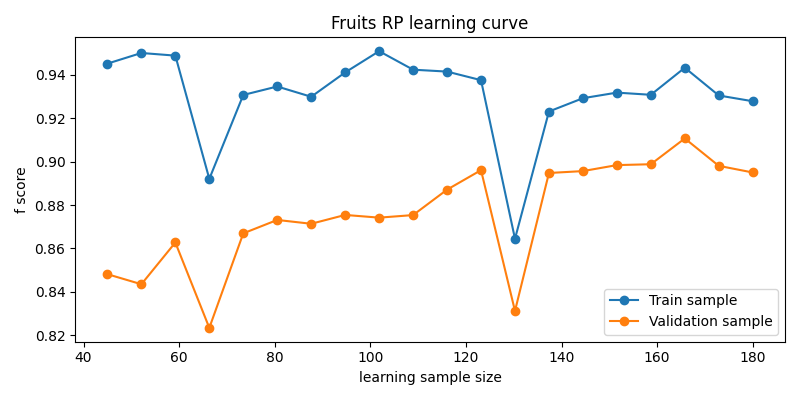 Fruits RP learning curve
f score
0.94
0.92
0.90
0.88
0.86
0.84
0.82
40 60 80 100 120 140 160 180
learning sample size
Train sample
Validation sample